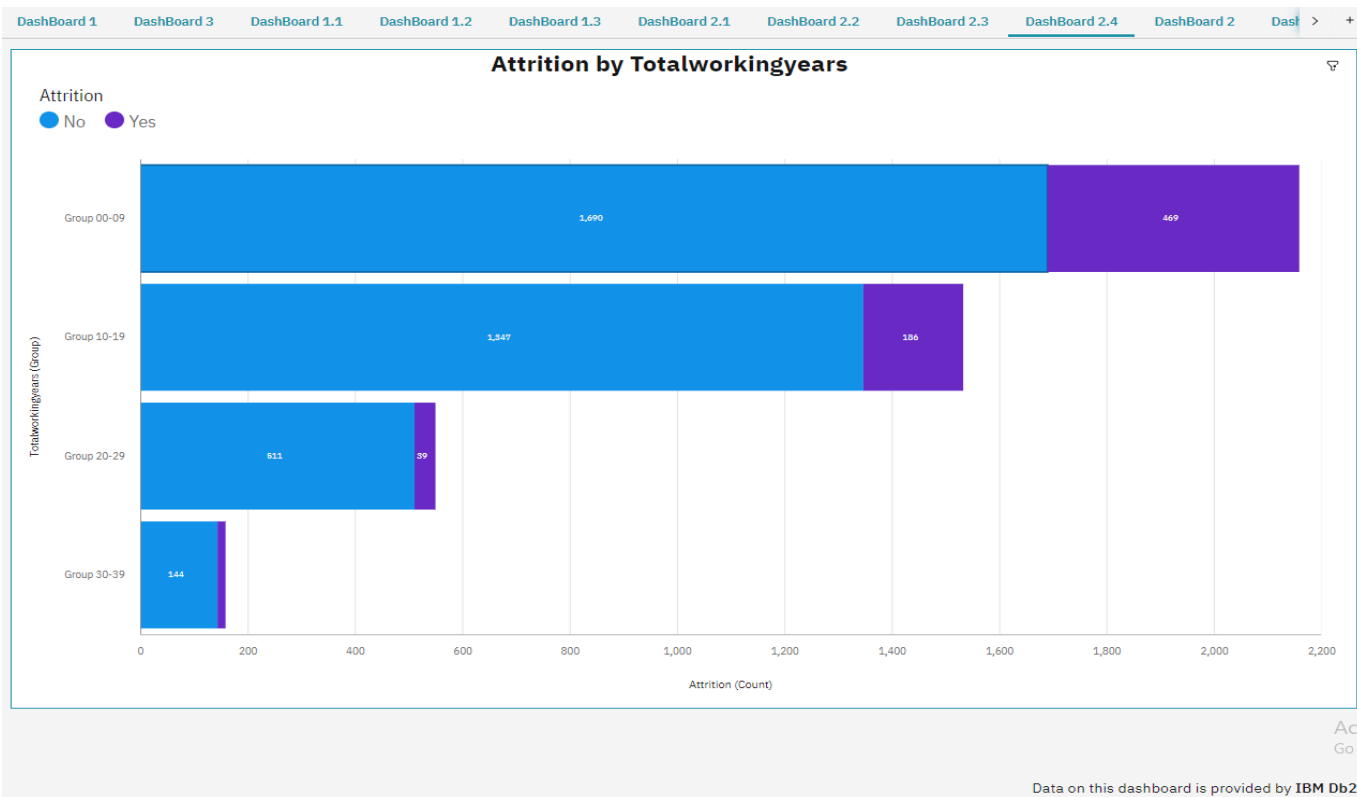 DashBoard 1 DashBoard 3 DashBoard 1.1 DashBoard 1.2 DashBoard 1.3 DashBoard 2.1 DashBoard 2.2 DashBoard 2.3 DashBoard 2.4 DashBoard 2 Dash > +
Attrition by Totalworkingyears
Attrition
No Yes
Totalworkingyears (Group)
Group 00-09 1,690 469
Group 10-19 1,347 186
Group 20-29 511 39
Group 30-39 144
0 200 400 600 800 1,000 1,200 1,400 1,600 1,800 2,000 2,200
Attrition (Count)
Ac
Go
Data on this dashboard is provided by IBM Db2